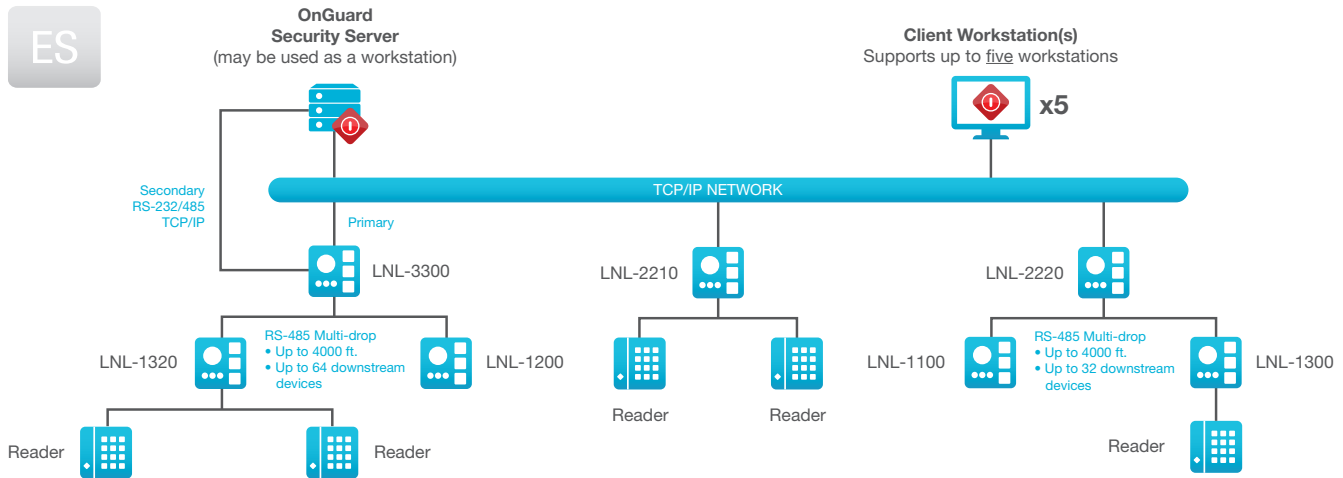 ES
OnGuard
Security Server
(may be used as a workstation)
Client Workstation(s)
Supports up to five workstations
x5
TCP/IP NETWORK
Secondary
RS-232/485
TCP/IP
Primary
LNL-3300
LNL-2210
LNL-2220
LNL-1320
RS-485 Multi-drop
• Up to 4000 ft.
• Up to 64 downstream
devices
LNL-1200
Reader
Reader
LNL-1100
RS-485 Multi-drop
• Up to 4000 ft.
• Up to 32 downstream
devices
LNL-1300
Reader
Reader
Reader